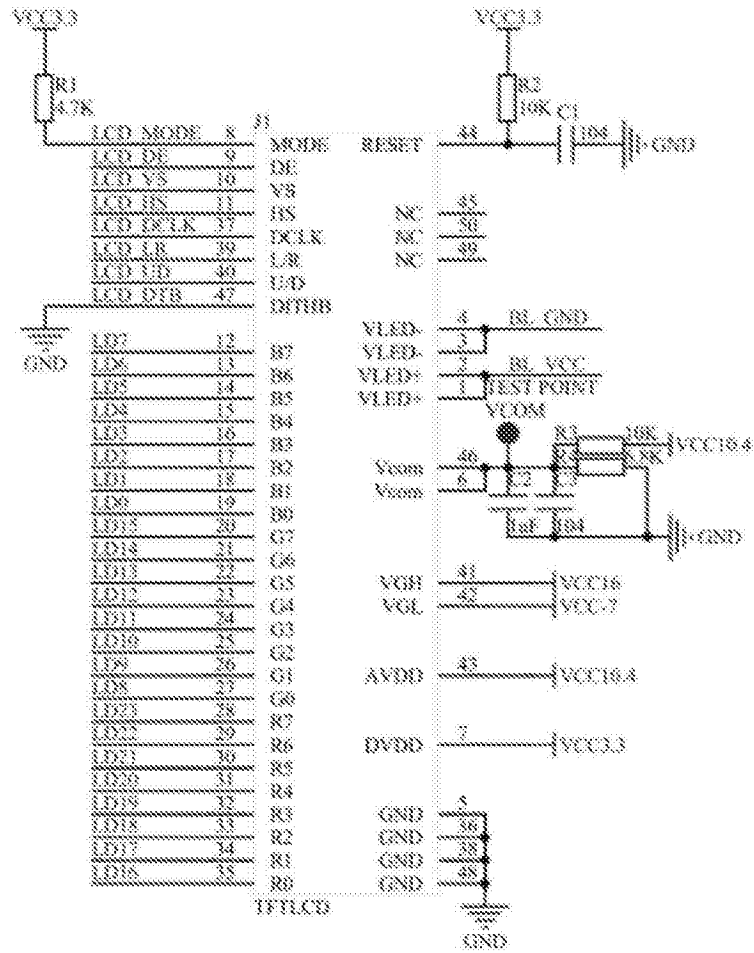 VCC3.3
VCC3.3
R1
4.7K
R2
10K
C1
104
GND
J1
LCD_MODE 8 MODE
LCD_DE 9 DE
LCD_VS 10 VS
LCD_HS 11 HS
LCD_DCLK 37 DCLK
LCD_LR 39 L/R
LCD_UD 40 U/D
LCD_DTB 47 DITHB
GND
LD7 12 B7
LD6 13 B6
LD5 14 B5
LD4 15 B4
LD3 16 B3
LD2 17 B2
LD1 18 B1
LD0 19 B0
LD15 20 G7
LD14 21 G6
LD13 22 G5
LD12 23 G4
LD11 24 G3
LD10 25 G2
LD9 26 G1
LD8 27 G0
LD23 28 R7
LD22 29 R6
LD21 30 R5
LD20 31 R4
LD19 32 R3
LD18 33 R2
LD17 34 R1
LD16 35 R0
TFTLCD
RESET 44
NC 45
NC 50
NC 49
VLED- 4 BL_GND
VLED- 3
VLED+ 2 BL_VCC
VLED+ 1
TEST POINT
VCOM
R3 10K VCC10.4
Vcom 46
Vcom 6
C2
1uF
104
GND
VGH 41 VCC16
VGL 42 VCC-7
AVDD 43 VCC10.4
DVDD 7 VCC3.3
GND 5
GND 36
GND 38
GND 48
GND